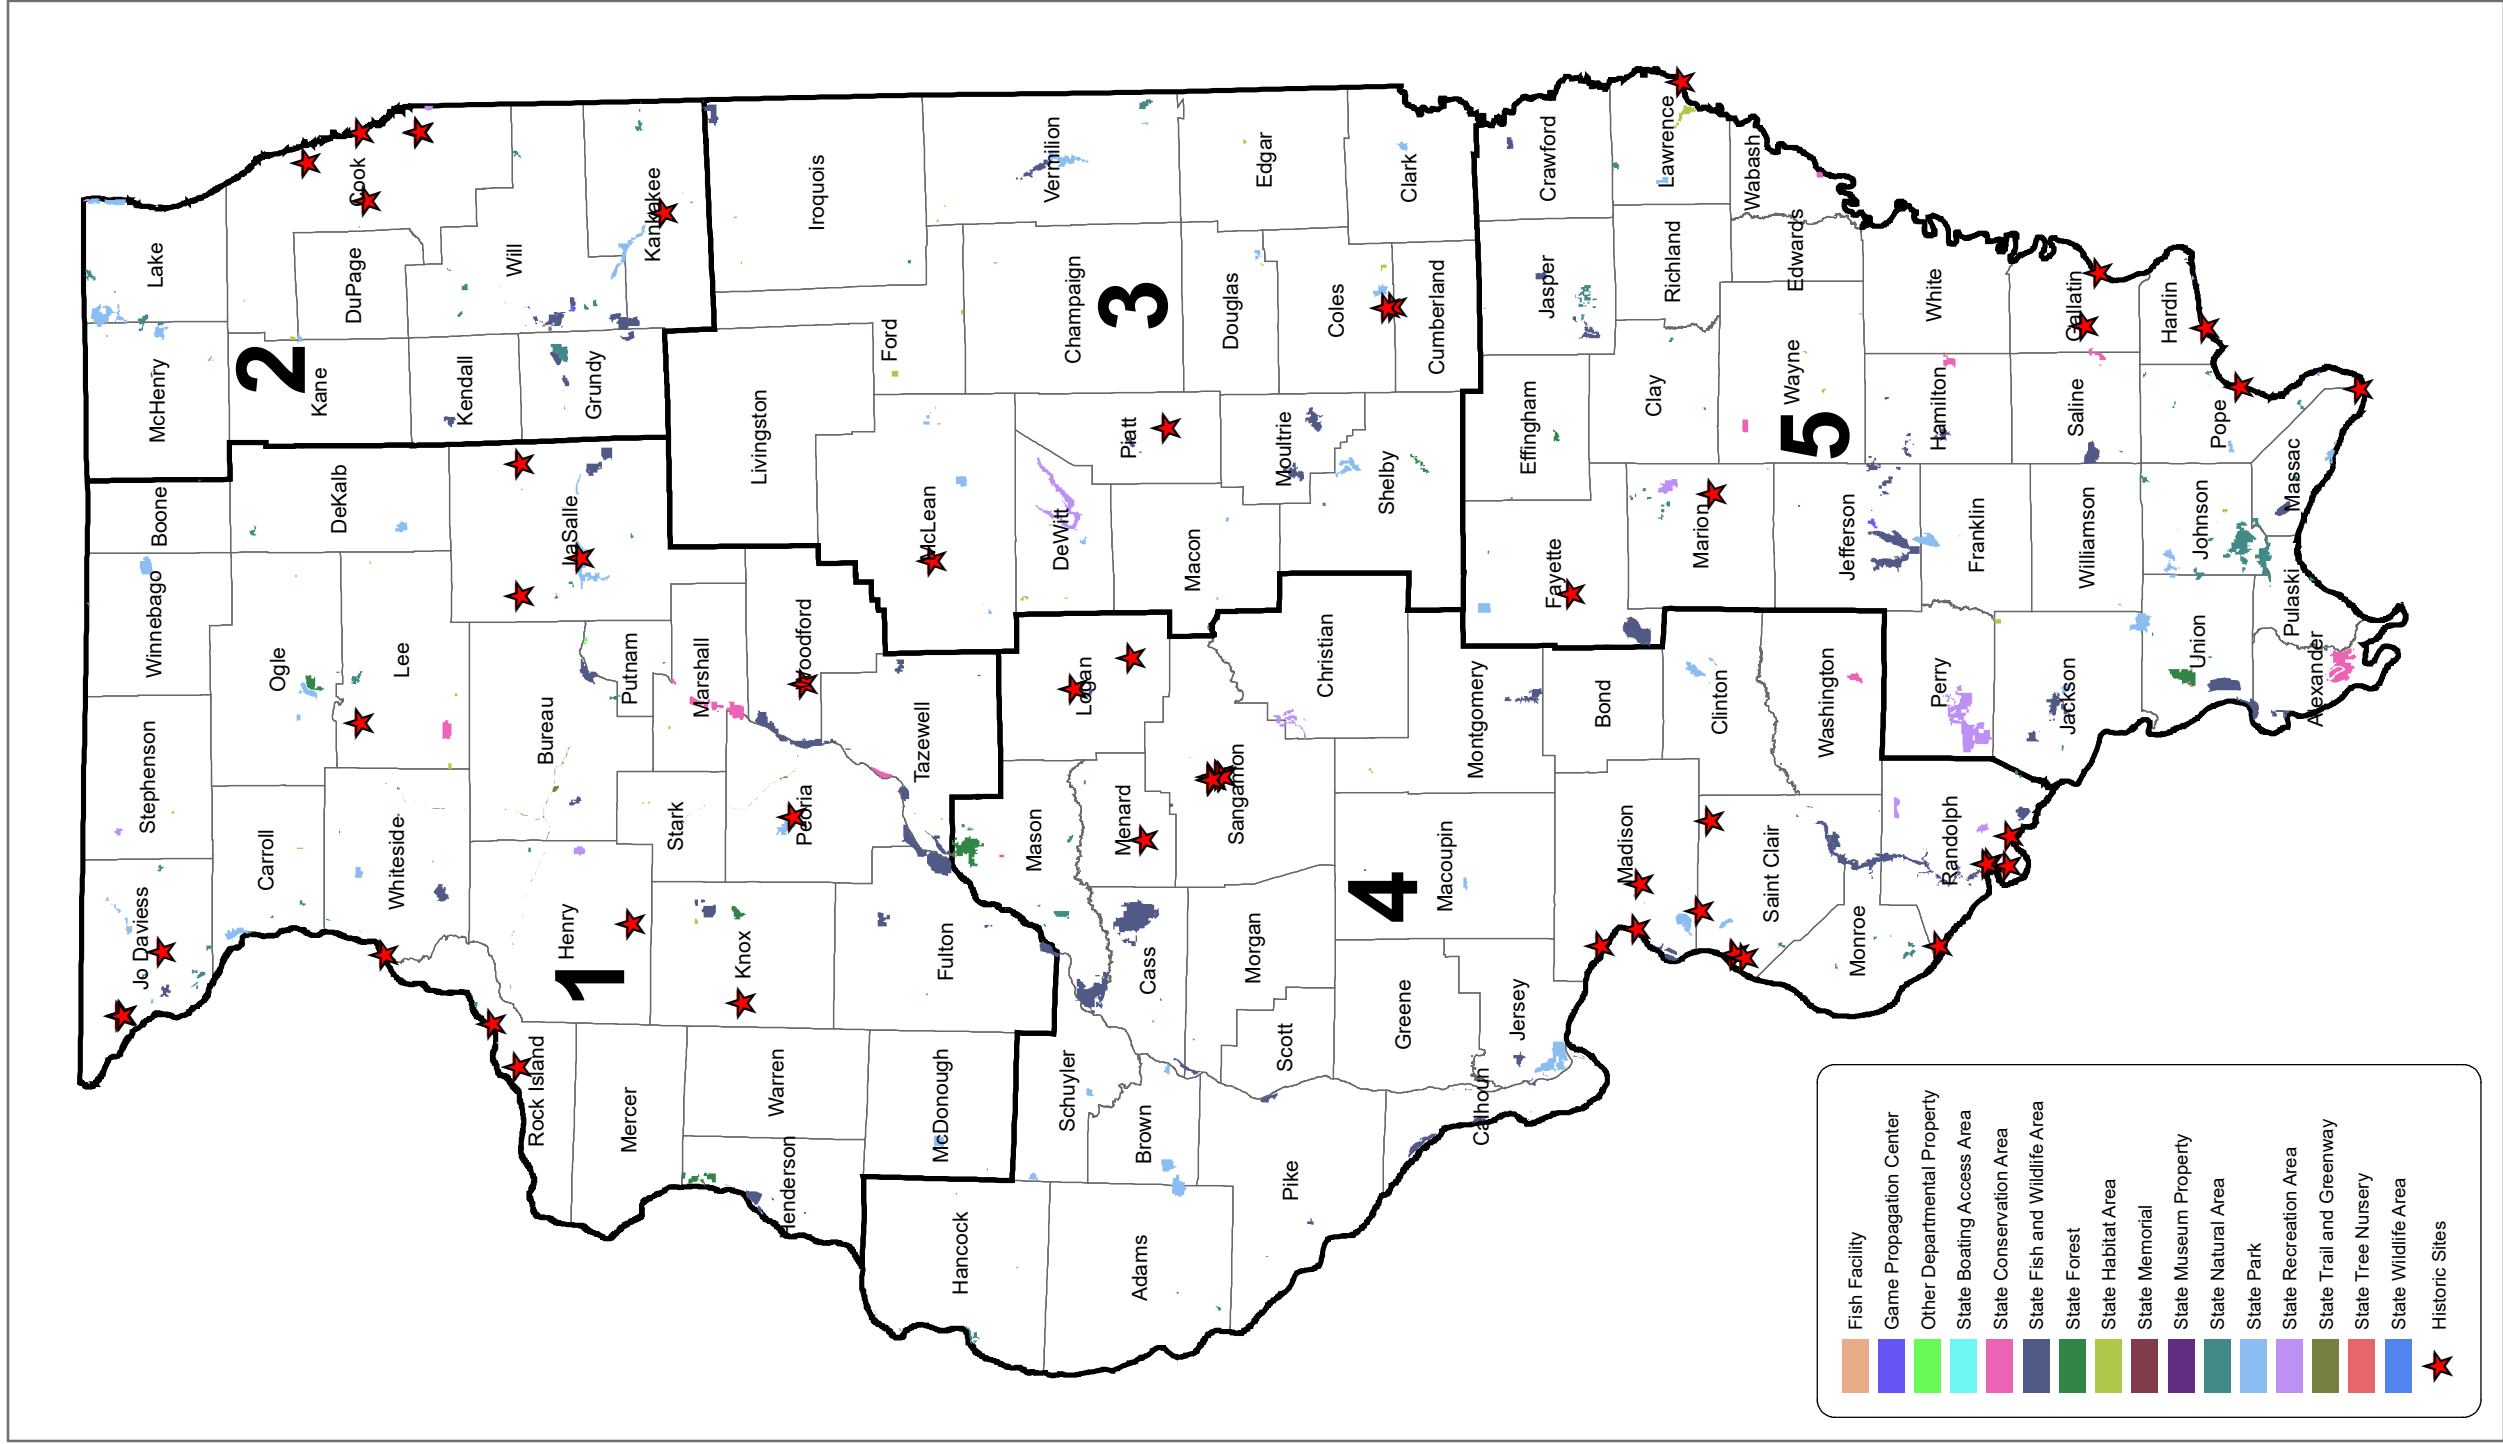 Jo Daviess
Stephenson
Winnebago
Boone
McHenry
Lake
Carroll
Ogle
DeKalb
Kane
2
DuPage
Cook
Whiteside
Lee
Kendall
Will
Rock Island
Henry
1
Bureau
LaSalle
Grundy
Kankakee
Mercer
Putnam
Knox
Stark
Marshall
Livingston
Iroquois
Henderson
Warren
Peoria
Woodford
Ford
McDonough
Fulton
Tazewell
McLean
Hancock
Schuyler
Mason
Logan
DeWitt
Champaign
Vermilion
3
Adams
Brown
Cass
Menard
Piatt
Macon
Douglas
Edgar
Pike
Scott
Morgan
Sangamon
Christian
Moultrie
Coles
Clark
Shelby
Cumberland
Greene
4
Macoupin
Calhoun
Jersey
Montgomery
Effingham
Jasper
Crawford
Fayette
Bond
Madison
Clay
Richland
Lawrence
Marion
Clinton
Saint Clair
Wayne
Edwards
Wabash
5
Washington
Jefferson
Monroe
Randolph
Perry
Hamilton
White
Franklin
Jackson
Williamson
Saline
Gallatin
Union
Johnson
Pope
Hardin
Alexander
Pulaski
Massac
Fish Facility
Game Propagation Center
Other Departmental Property
State Boating Access Area
State Conservation Area
State Fish and Wildlife Area
State Forest
State Habitat Area
State Memorial
State Museum Property
State Natural Area
State Park
State Recreation Area
State Trail and Greenway
State Tree Nursery
State Wildlife Area
Historic Sites